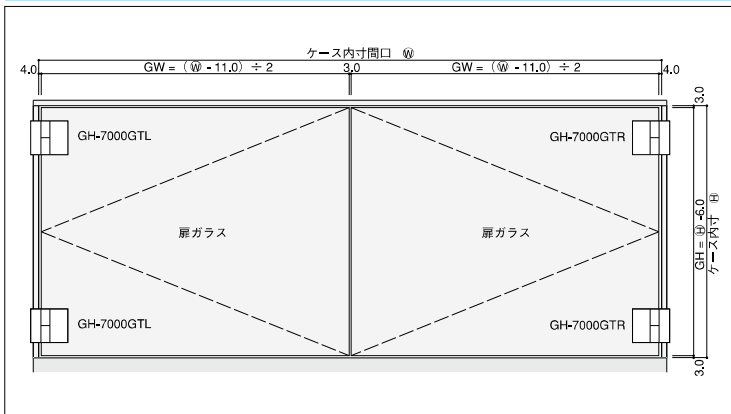 ケース内寸間口 Ⓦ
4.0
GW = (Ⓦ - 11.0) ÷ 2
3.0
GW = (Ⓦ - 11.0) ÷ 2
4.0
3.0
GH-7000GTL
GH-7000GTR
扉ガラス
扉ガラス
GH = Ⓗ -6.0
ケース内寸 Ⓗ
GH-7000GTL
GH-7000GTR
3.0